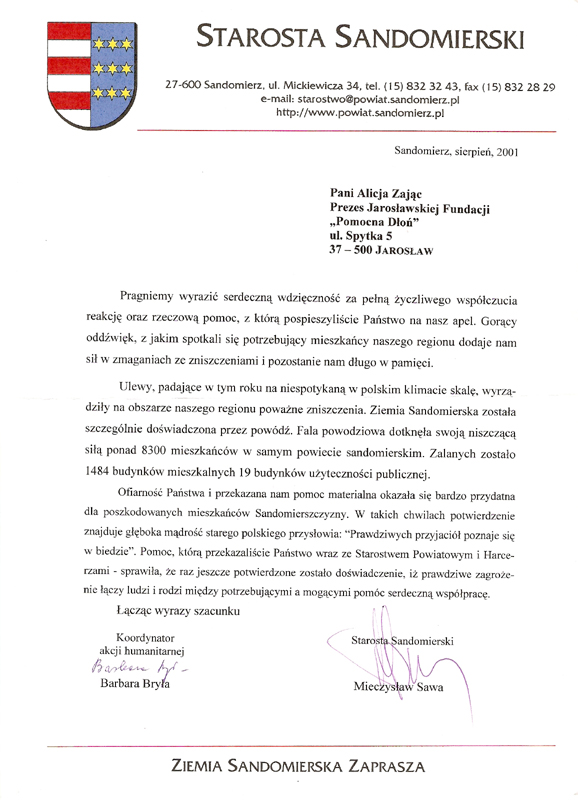 STAROSTA SANDOMIERSKI
27-600 Sandomierz, ul. Mickiewicza 34, tel. (15) 832 32 43, fax (15) 832 28 29
e-mail: starostwo@powiat.sandomierz.pl
http://www.powiat.sandomierz.pl
Sandomierz, sierpień, 2001
Pani Alicja Zając
Prezes Jarosławskiej Fundacji
„Pomocna Dłoń”
ul. Spytka 5
37 – 500 JAROSŁAW
Pragniemy wyrazić serdeczną wdzięczność za pełną życzliwego współczucia
reakcję oraz rzeczową pomoc, z którą pospieszyliście Państwo na nasz apel. Gorący
oddźwięk, z jakim spotkali się potrzebujący mieszkańcy naszego regionu dodaje nam
sił w zmaganiach ze zniszczeniami i pozostanie nam długo w pamięci.
Ulewy, padające w tym roku na niespotykaną w polskim klimacie skalę, wyrzą-
dziły na obszarze naszego regionu poważne zniszczenia. Ziemia Sandomierska została
szczególnie doświadczona przez powódź. Fala powodziowa dotknęła swoją niszczącą
siłą ponad 8300 mieszkańców w samym powiecie sandomierskim. Zalanych zostało
1484 budynków mieszkalnych 19 budynków użyteczności publicznej.
Ofiarność Państwa i przekazana nam pomoc materialna okazała się bardzo przydatna
dla poszkodowanych mieszkańców Sandomierszczyzny. W takich chwilach potwierdzenie
znajduje głęboka mądrość starego polskiego przysłowia: “Prawdziwych przyjaciół poznaje się
w biedzie”. Pomoc, którą przekazaliście Państwo wraz ze Starostwem Powiatowym i Harce-
rzami - sprawiła, że raz jeszcze potwierdzone zostało doświadczenie, iż prawdziwe zagroże-
nie łączy ludzi i rodzi między potrzebującymi a mogącymi pomóc serdeczną współpracę.
Łącząc wyrazy szacunku
Koordynator
akcji humanitarnej
Barbara
Barbara Bryła
Starosta Sandomierski
Mieczysław Sawa
ZIEMIA SANDOMIERSKA ZAPRASZA